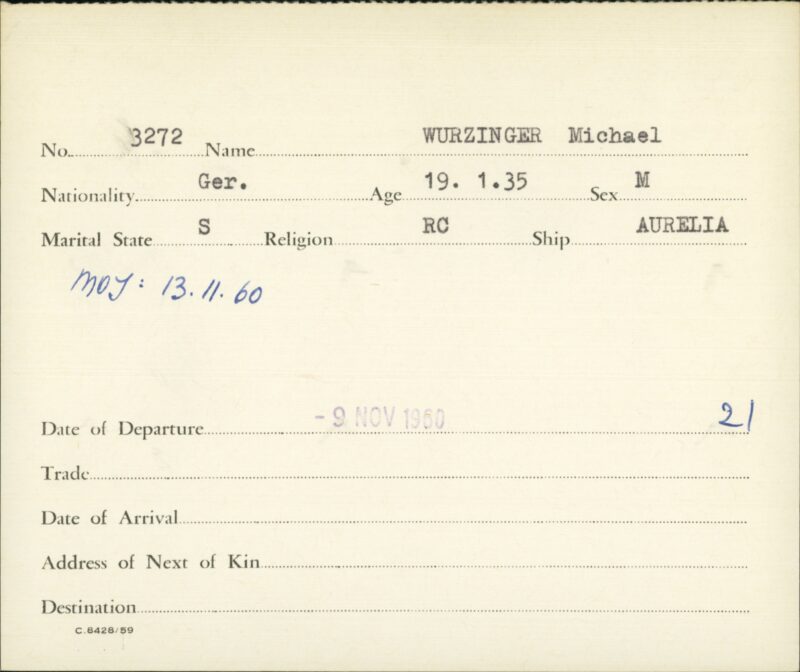 No. 3272 Name WURZINGER Michael
Nationality Ger. Age 19. 1.35 Sex M
Marital State S Religion RC Ship AURELIA
MOJ: 13.11.60
Date of Departure - 9 NOV 1960 21
Trade
Date of Arrival
Address of Next of Kin
Destination
C.8428/59